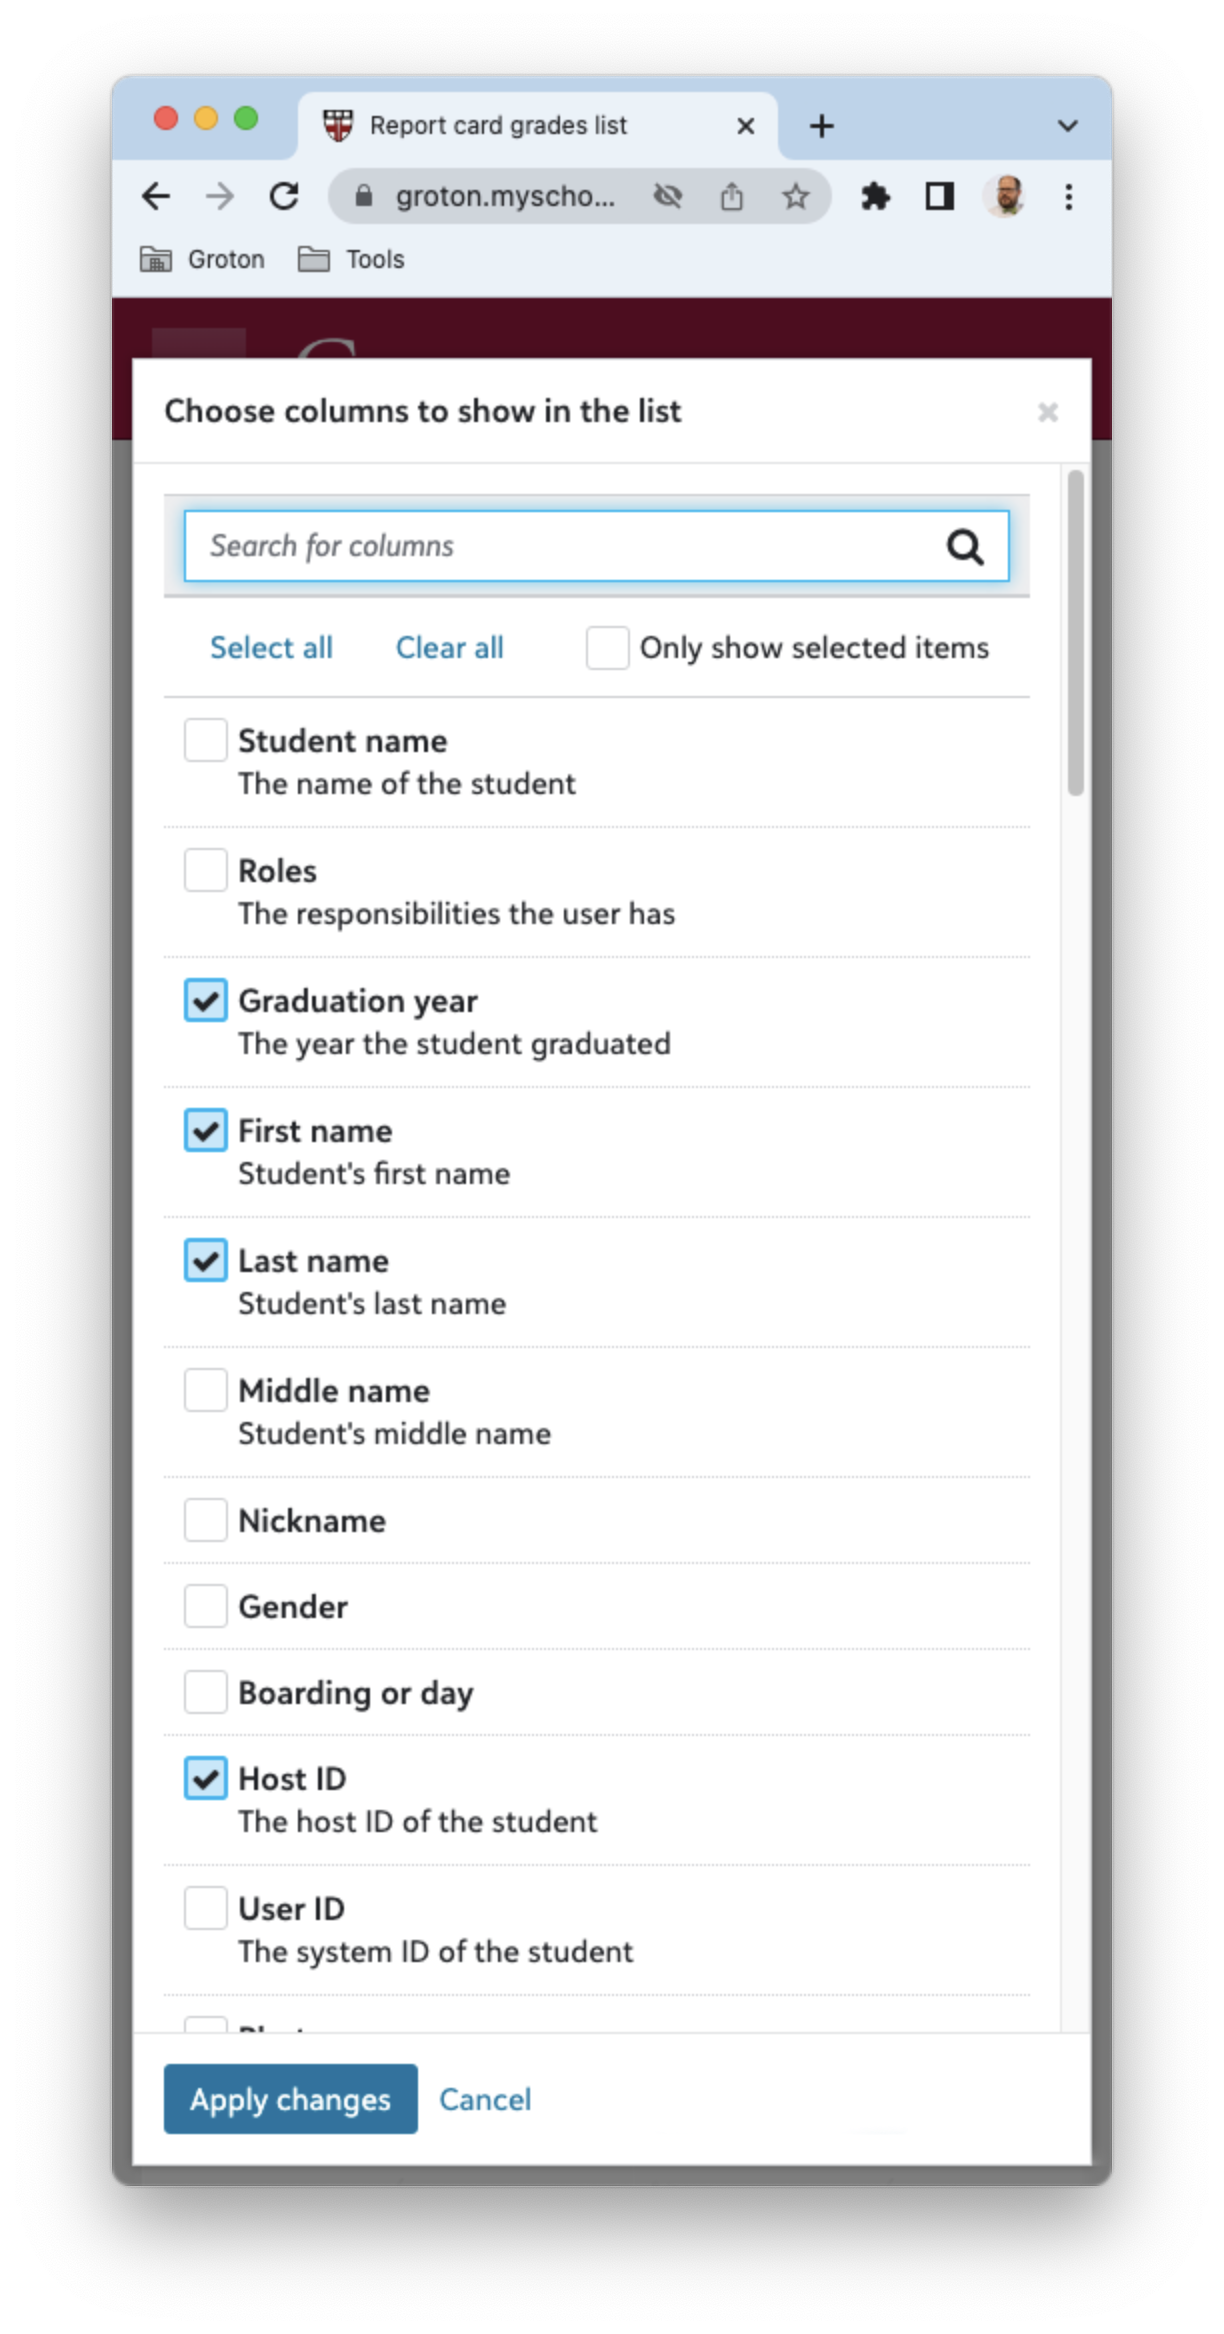 Report card grades list
groton.myscho...
Groton Tools
Choose columns to show in the list
Search for columns
Select all Clear all Only show selected items
Student name
The name of the student
Roles
The responsibilities the user has
Graduation year
The year the student graduated
First name
Student's first name
Last name
Student's last name
Middle name
Student's middle name
Nickname
Gender
Boarding or day
Host ID
The host ID of the student
User ID
The system ID of the student
Apply changes Cancel